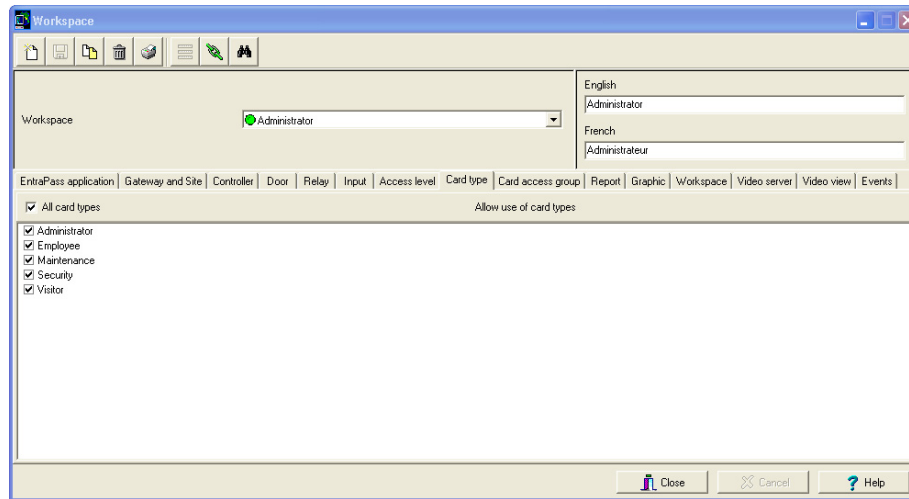 Workspace
English
Administrator
Workspace
Administrator
French
Administrateur
EntraPass application Gateway and Site Controller Door Relay Input Access level Card type Card access group Report Graphic Workspace Video server Video view Events
All card types Allow use of card types
Administrator
Employee
Maintenance
Security
Visitor
Close Cancel Help